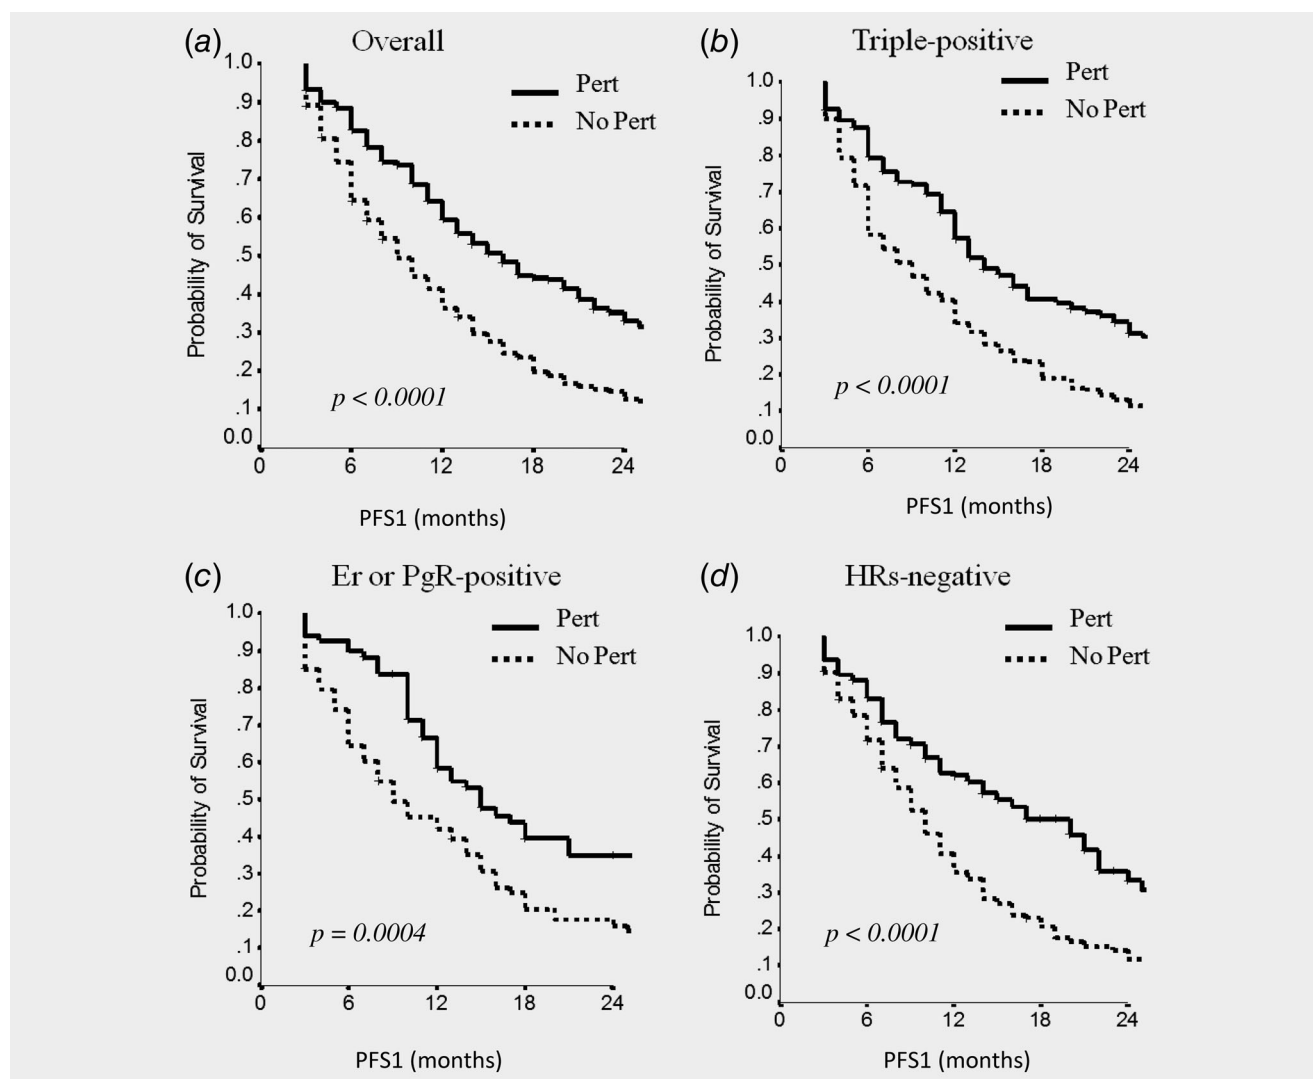 (a) Overall
Pert
No Pert
1.0
.9
.8
.7
.6
.5
.4
.3
.2
.1
0.0
Probability of Survival
p < 0.0001
0 6 12 18 24
PFS1 (months)
(b) Triple-positive
Pert
No Pert
1.0
.9
.8
.7
.6
.5
.4
.3
.2
.1
0.0
Probability of Survival
p < 0.0001
0 6 12 18 24
PFS1 (months)
(c) Er or PgR-positive
Pert
No Pert
1.0
.9
.8
.7
.6
.5
.4
.3
.2
.1
0.0
Probability of Survival
p = 0.0004
0 6 12 18 24
PFS1 (months)
(d) HRs-negative
Pert
No Pert
1.0
.9
.8
.7
.6
.5
.4
.3
.2
.1
0.0
Probability of Survival
p < 0.0001
0 6 12 18 24
PFS1 (months)